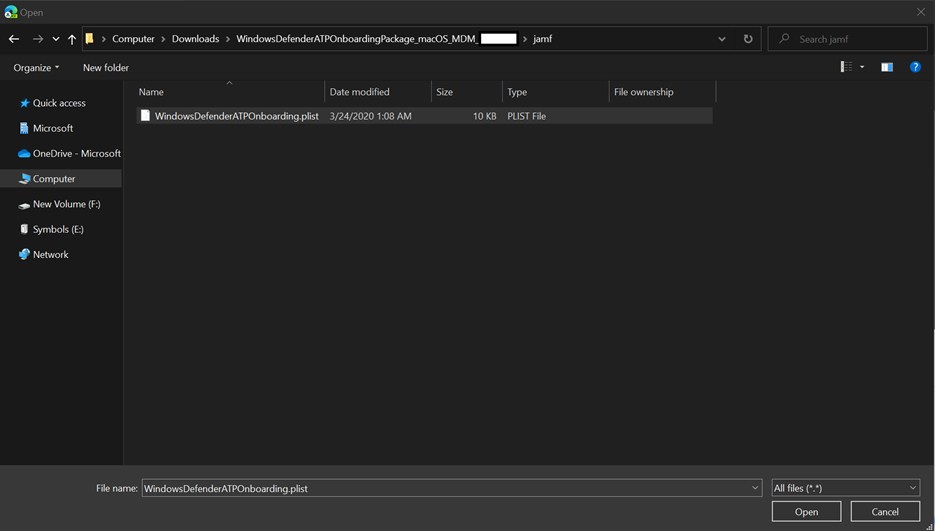 Open
Computer > Downloads > WindowsDefenderATPOnboardingPackage_macOS_MDM_ > jamf
Search jamf
Organize New folder
Name Date modified Size Type File ownership
WindowsDefenderATPOnboarding.plist 3/24/2020 1:08 AM 10 KB PLIST File
Quick access
Microsoft
OneDrive - Microsoft
Computer
New Volume (F:)
Symbols (E:)
Network
File name: WindowsDefenderATPOnboarding.plist All files (*.*)
Open Cancel